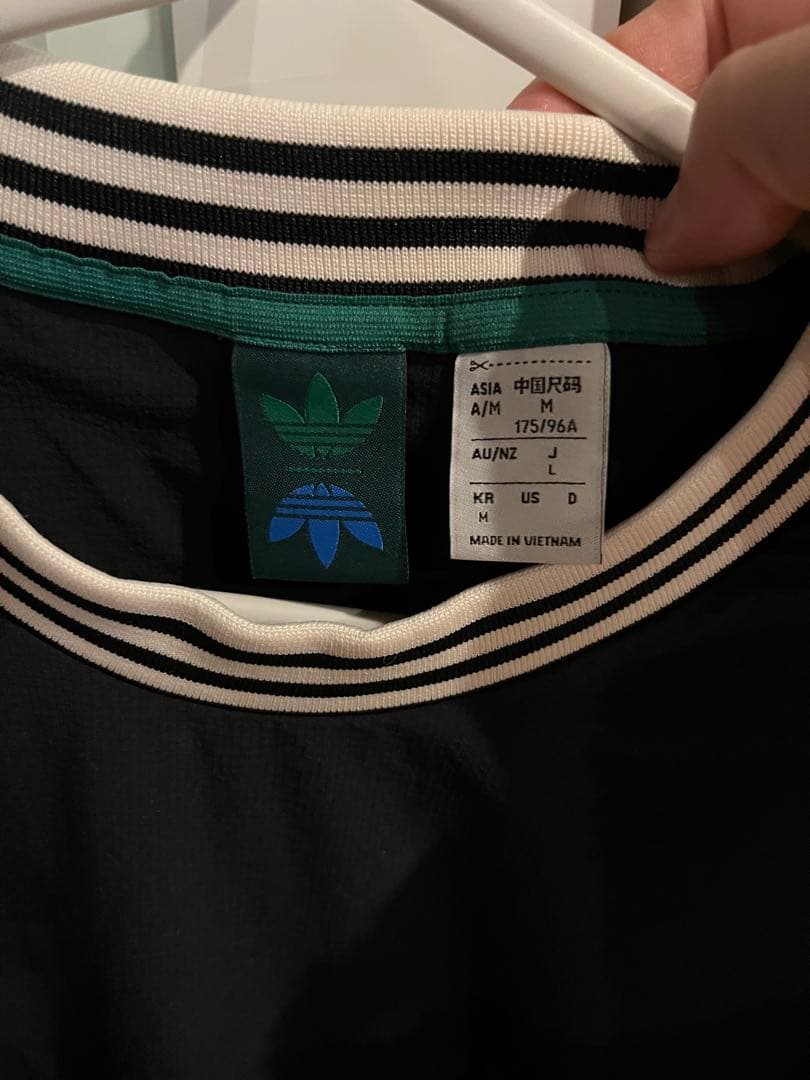 ASIA 中国尺码
A/M M
175/96A
AU/NZ J
L
KR US D
M
MADE IN VIETNAM